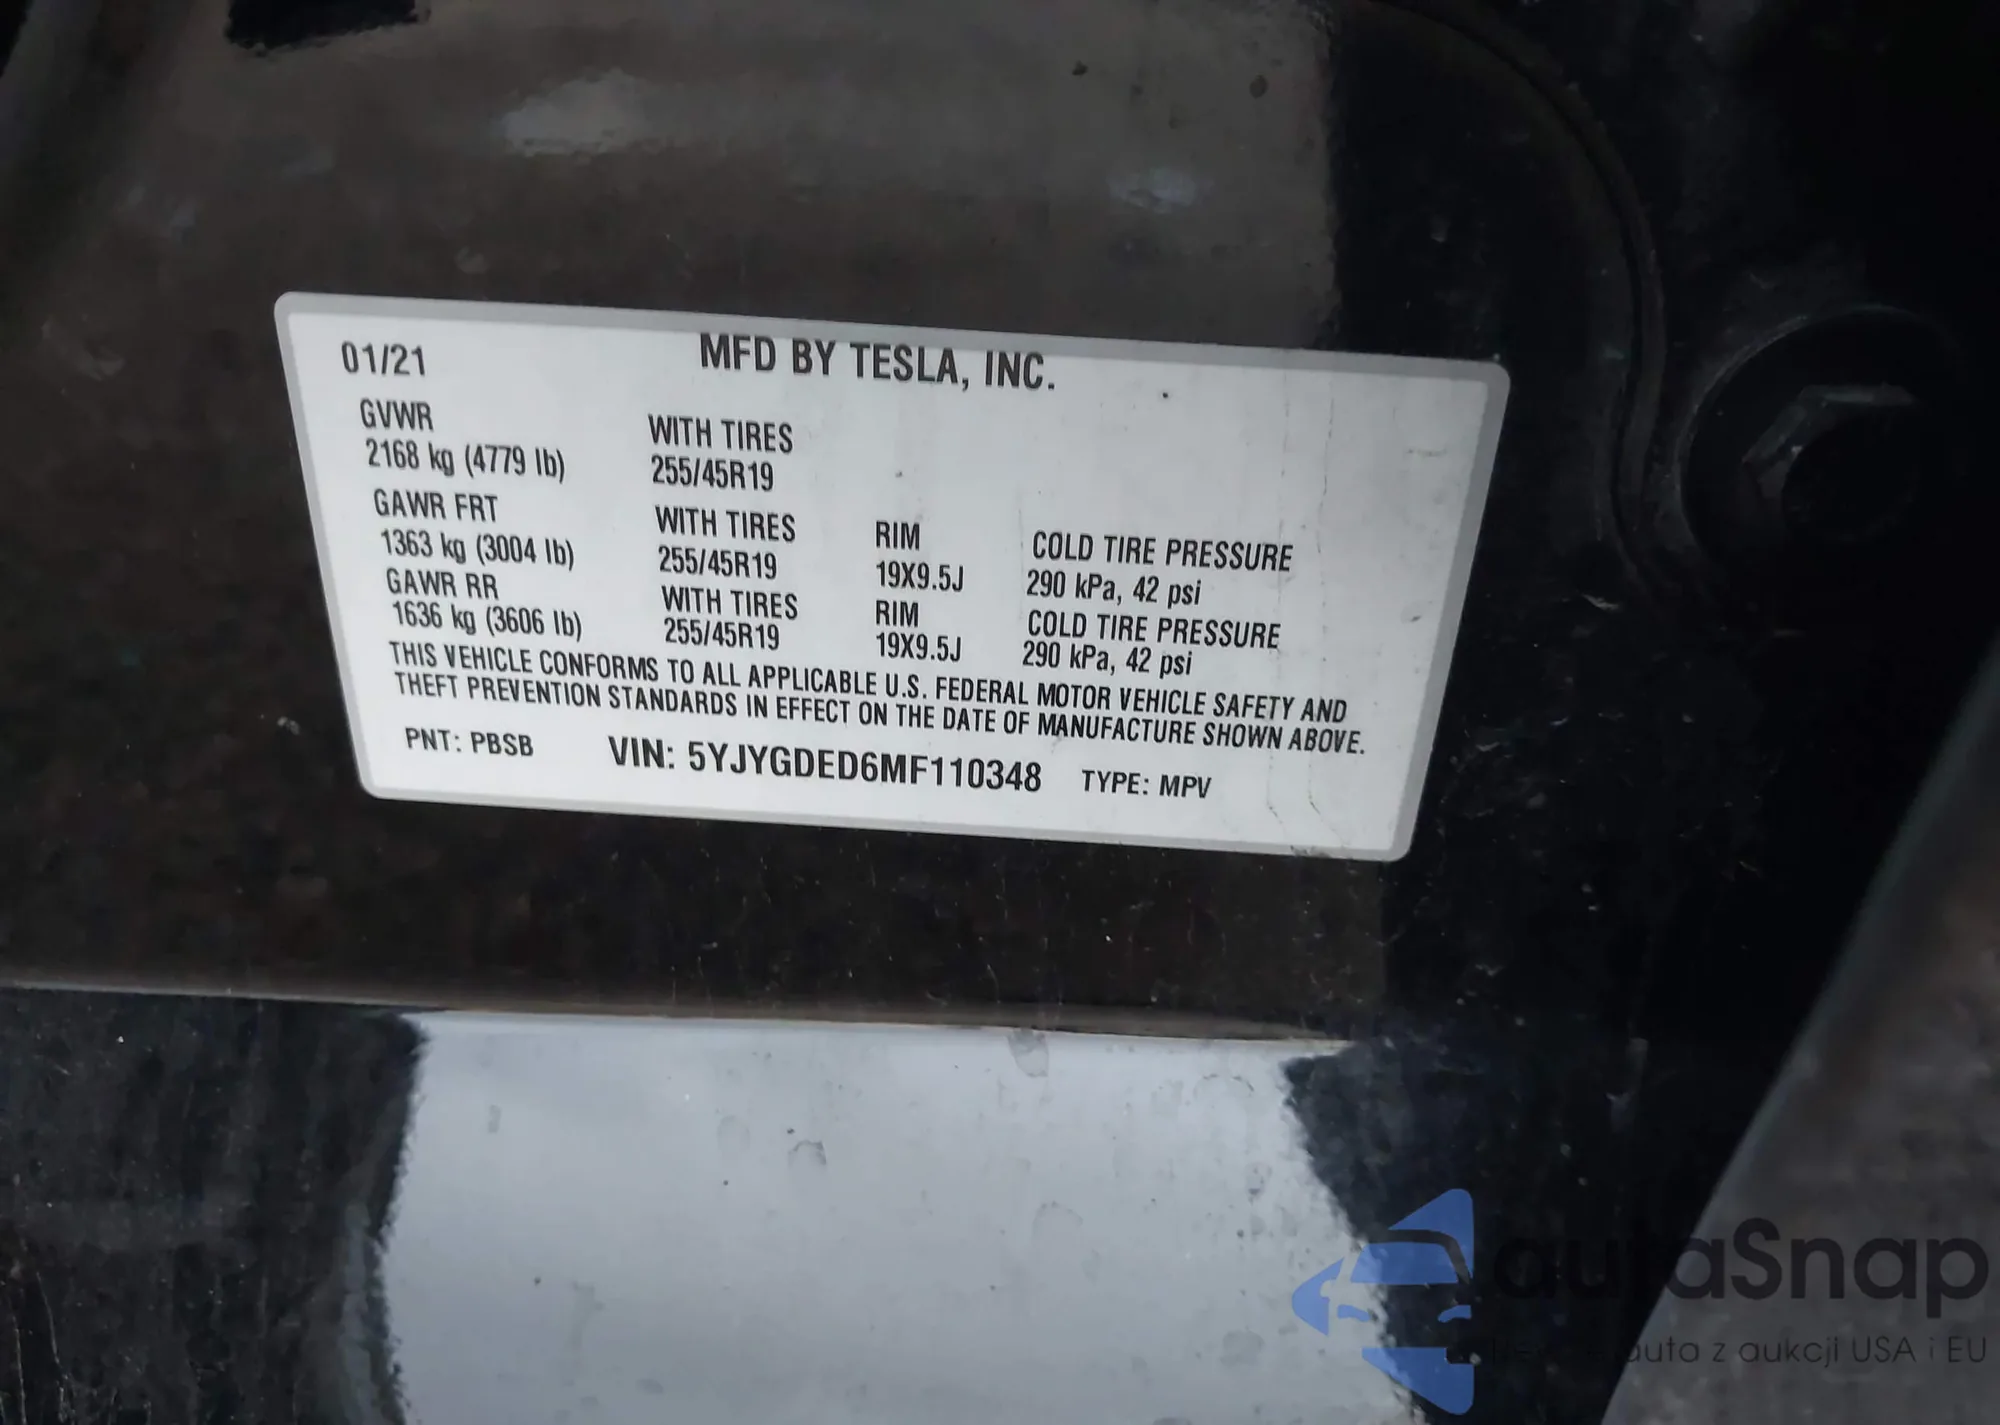 01/21 MFD BY TESLA, INC.
GVWR WITH TIRES
2168 kg (4779 lb) 255/45R19
GAWR FRT WITH TIRES RIM COLD TIRE PRESSURE
1363 kg (3004 lb) 255/45R19 19X9.5J 290 kPa, 42 psi
GAWR RR WITH TIRES RIM COLD TIRE PRESSURE
1636 kg (3606 lb) 255/45R19 19X9.5J 290 kPa, 42 psi
THIS VEHICLE CONFORMS TO ALL APPLICABLE U.S. FEDERAL MOTOR VEHICLE SAFETY AND
THEFT PREVENTION STANDARDS IN EFFECT ON THE DATE OF MANUFACTURE SHOWN ABOVE.
PNT: PBSB VIN: 5YJYGDED6MF110348 TYPE: MPV
autaSnap
auta z aukcji USA i EU